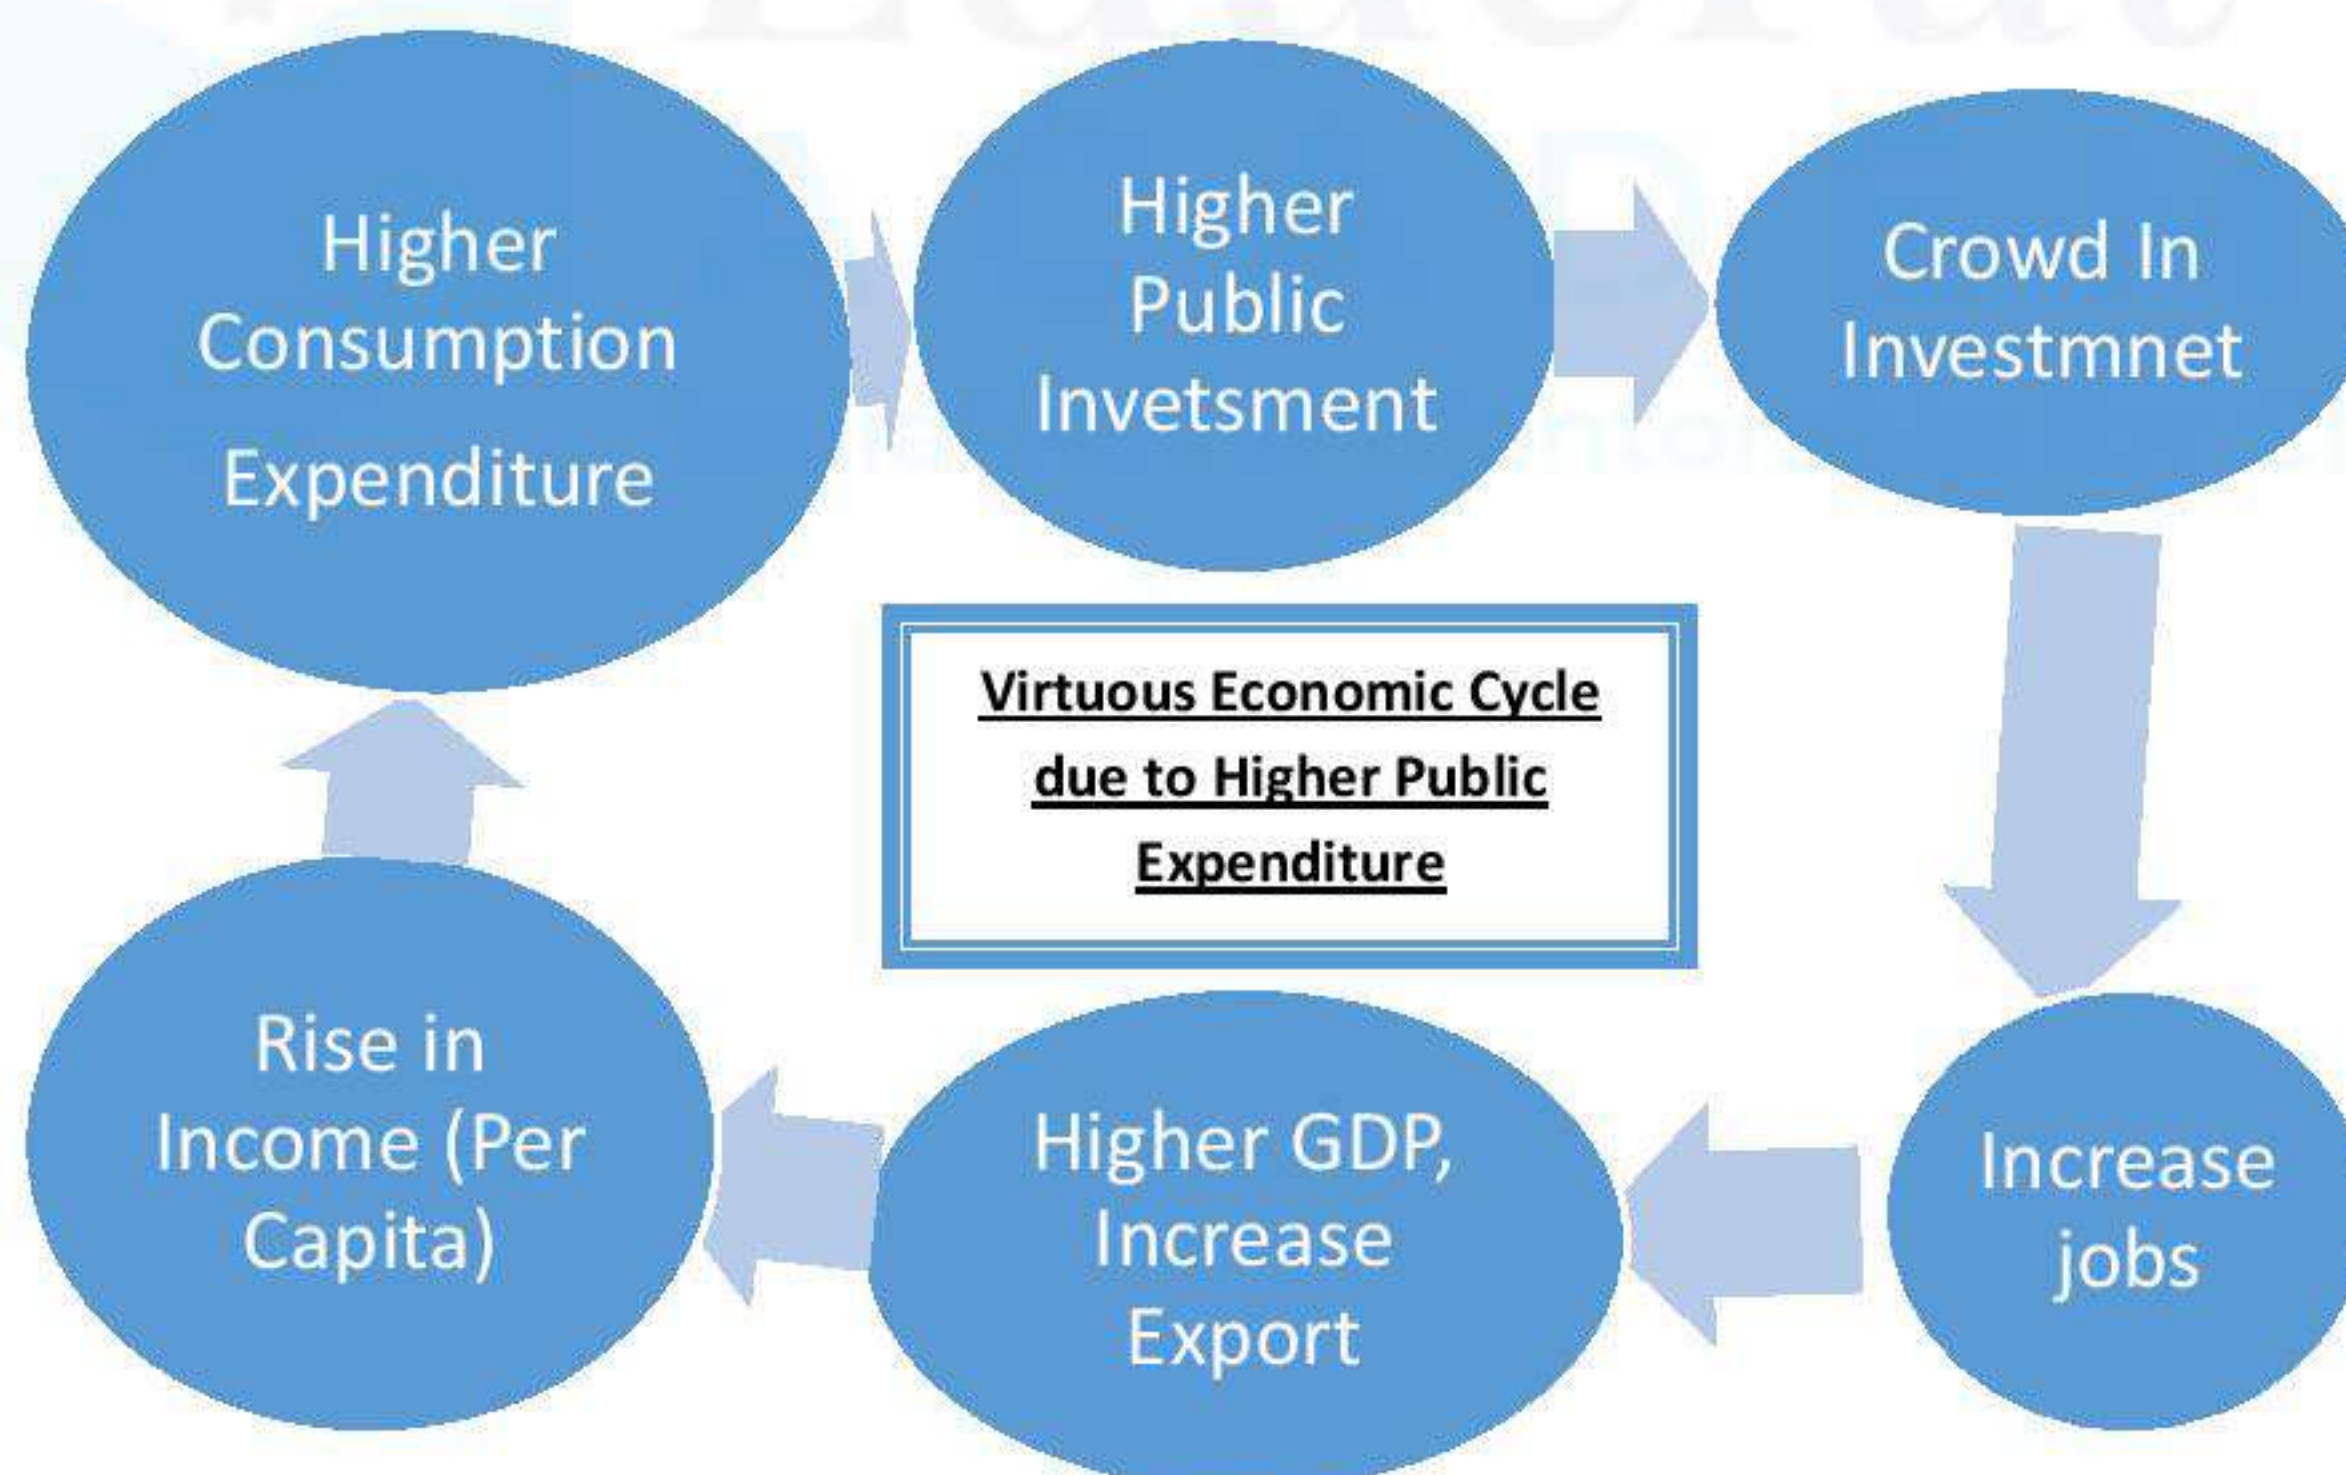 Higher
Consumption
Expenditure
Higher
Public
Invetsment
Crowd In
Investmnet
Virtuous Economic Cycle
due to Higher Public
Expenditure
Rise in
Income (Per
Capita)
Higher GDP,
Increase
Export
Increase
jobs